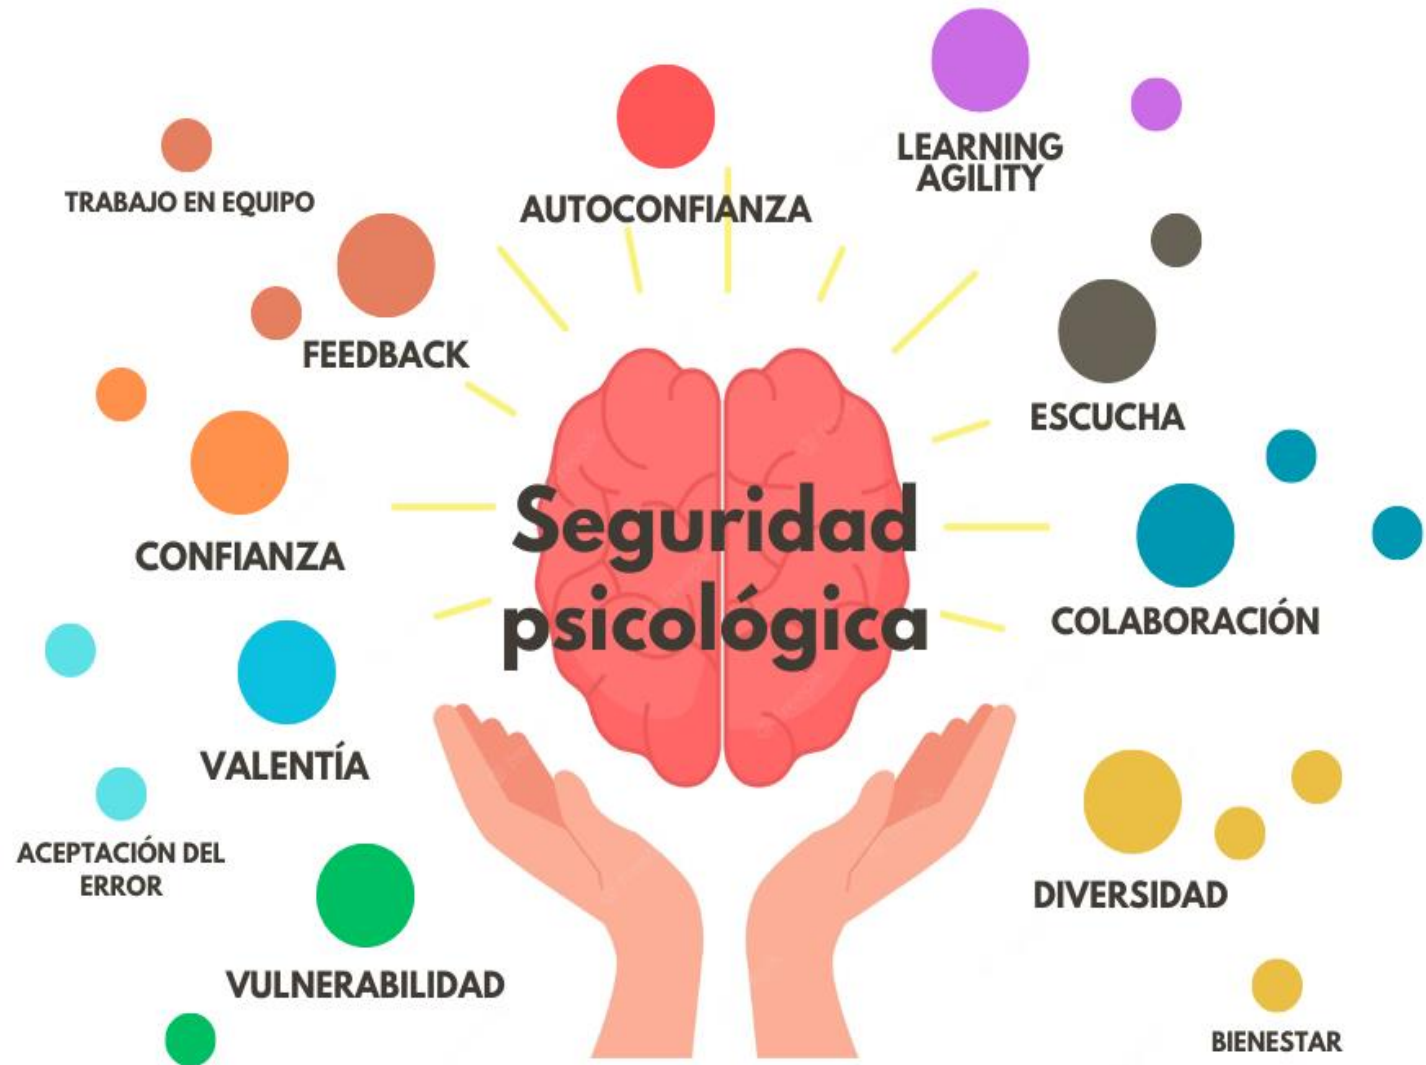 LEARNING
AGILITY
TRABAJO EN EQUIPO
AUTOCONFIANZA
FEEDBACK
ESCUCHA
CONFIANZA
Seguridad
psicológica
COLABORACIÓN
VALENTÍA
ACEPTACIÓN DEL
ERROR
DIVERSIDAD
VULNERABILIDAD
BIENESTAR